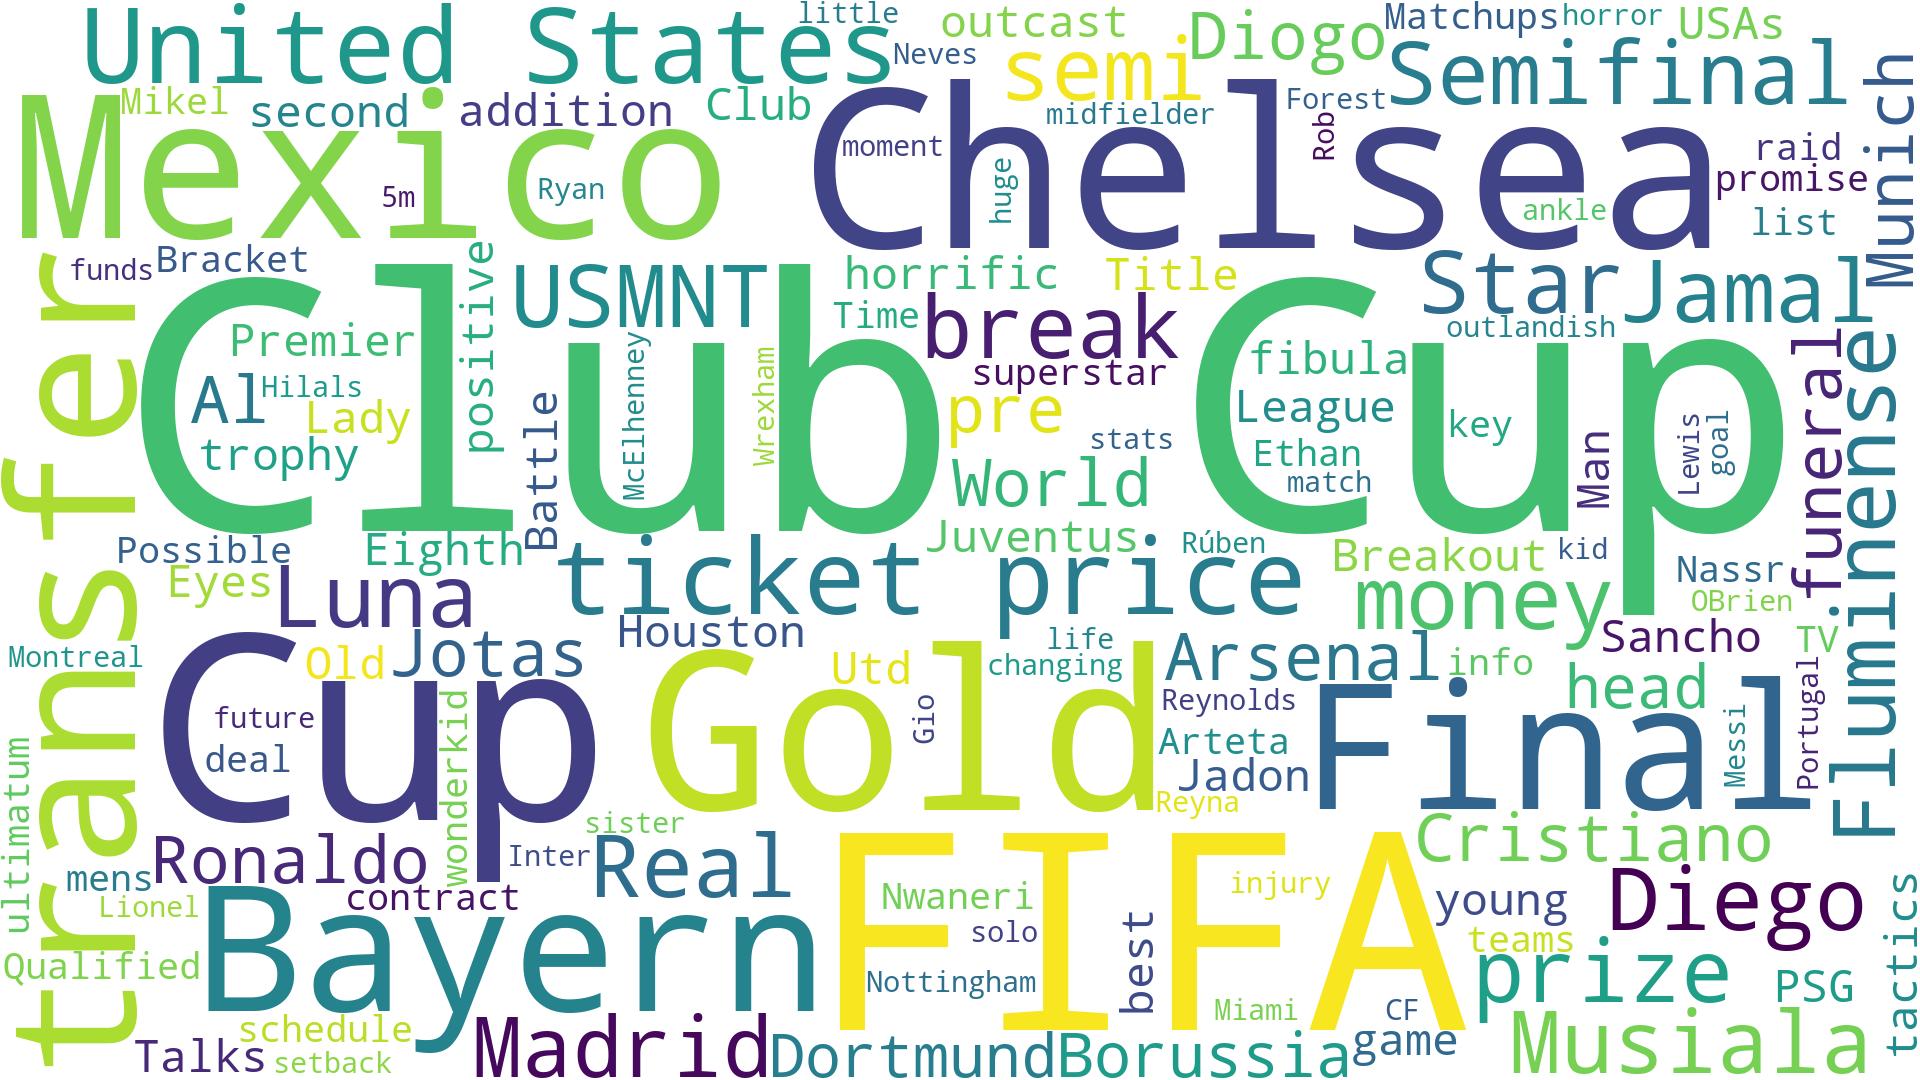 United States
little
outcast
Diogo
Matchups
horror
USAs
Neves
semi
Semifinal
Munich
Mexico
Mikel
second
addition
Club
Chelsea
midfielder
Forest
Rob
moment
huge
raid
promise
5m
Ryan
ankle
list
transfer
funds
Bracket
positive
USMNT
horrific
Title
Star
Jamal
Club Cup
Premier
Time
break
outlandish
Al
Hilals
Lady
trophy
McElhenney
Wrexham
superstar
fibula
funeral
Fluminense
Battle
pre
stats
League
key
Ethan
match
Man
Lewis
goal
World
Possible
Eighth
Juventus
Rúben
Breakout
kid
Nassr
Eyes
Luna
ticket price
money
OBrien
Montreal
Old
Jotas
Houston
life
changing
Arsenal
info
Sancho
TV
Cup
Gold
Utd
Final
head
Portugal
future
deal
wonderkid
Gio
Reynolds
Arteta
Jadon
Messi
ultimatum
Reyna
sister
Ronaldo
Inter
Real
FIFA
Cristiano
mens
contract
Lionel
Bayern
Nwaneri
injury
young
Diego
solo
best
teams
tactics
Qualified
Nottingham
prize
PSG
schedule
Miami
CF
Talks
setback
Madrid
Dortmund
Borussia
game
Musiala